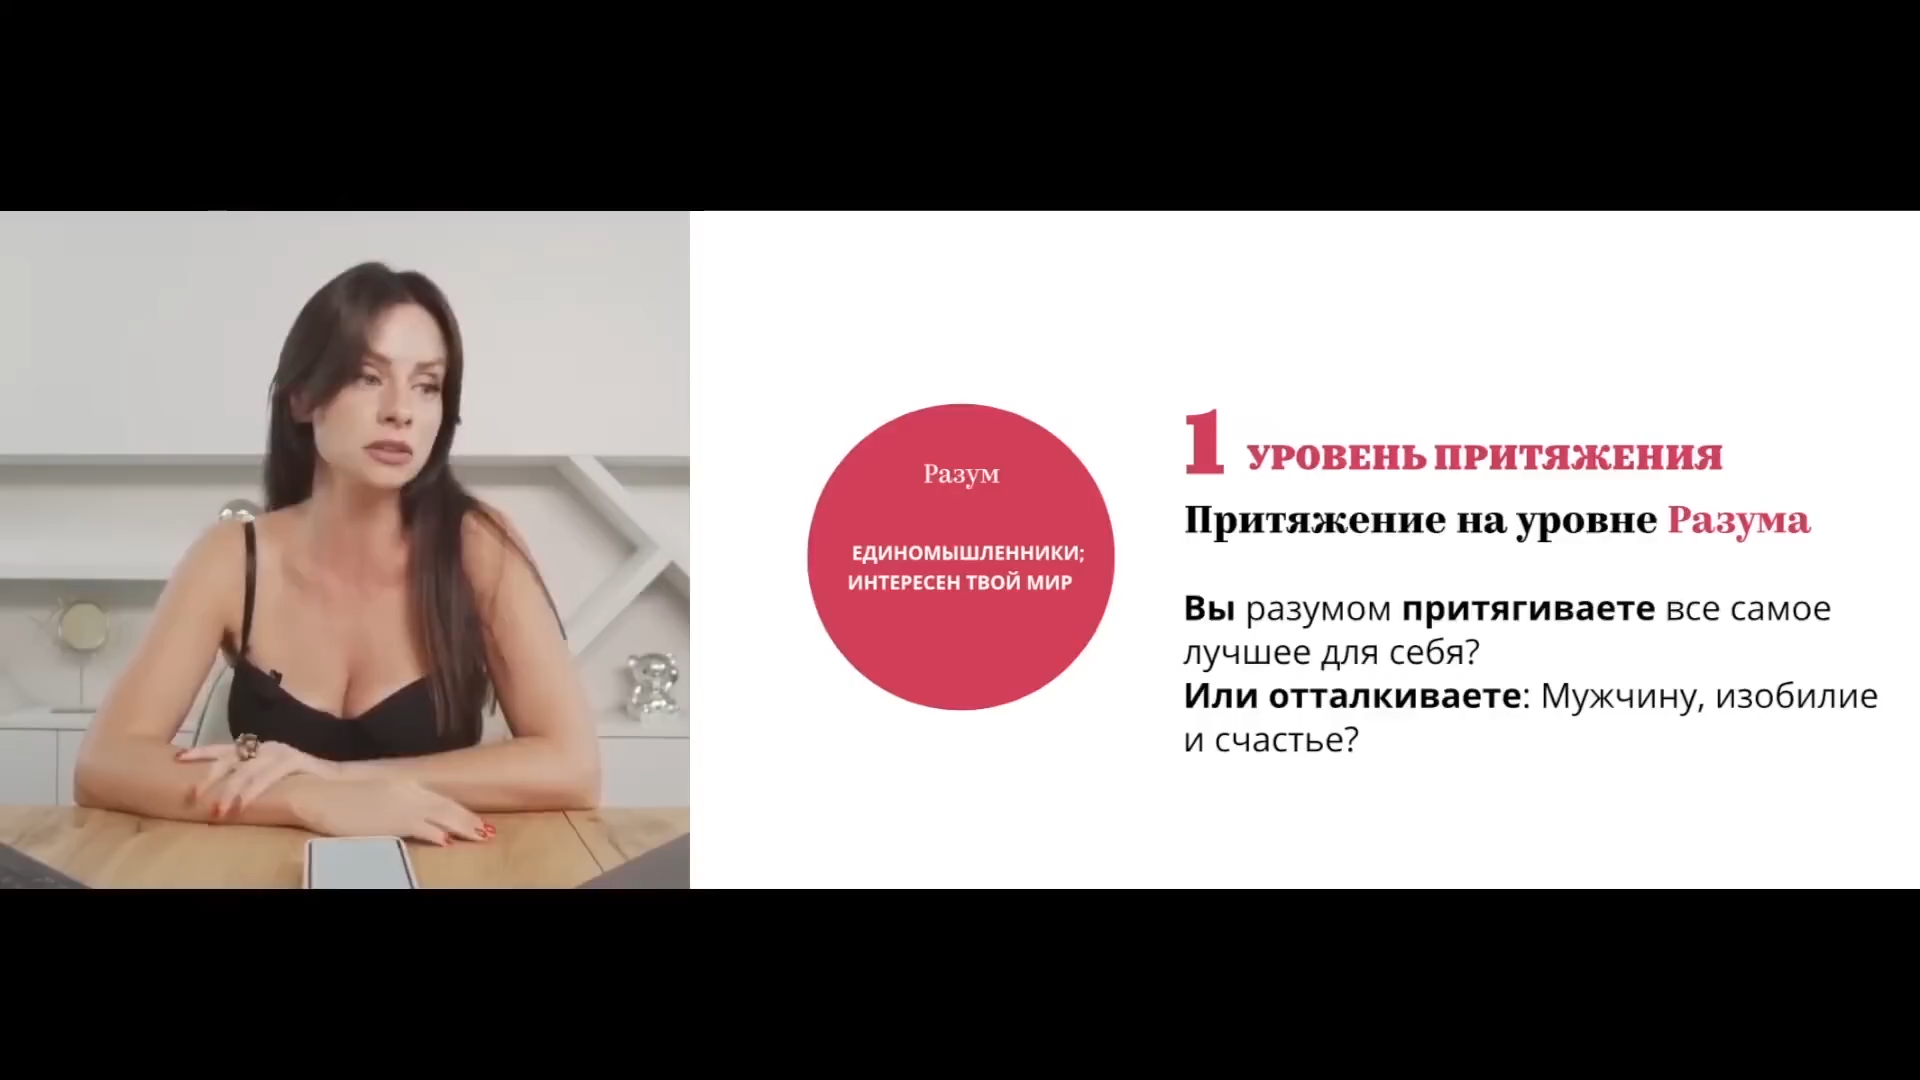 Разум
ЕДИНОМЫШЛЕННИКИ;
ИНТЕРЕСЕН ТВОЙ МИР
1 УРОВЕНЬ ПРИТЯЖЕНИЯ
Притяжение на уровне Разума
Вы разумом притягиваете все самое
лучшее для себя?
Или отталкиваете: Мужчину, изобилие
и счастье?